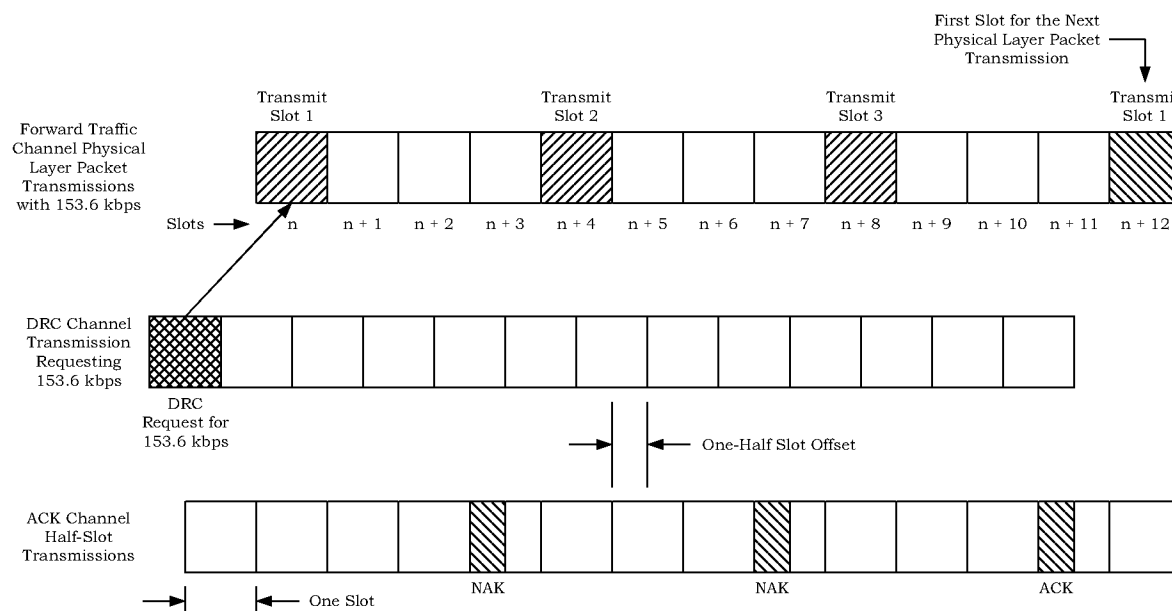 First Slot for the Next
Physical Layer Packet
Transmission
Transmit
Slot 1
Transmit
Slot 2
Transmit
Slot 3
Transmi
Slot 1
Forward Traffic
Channel Physical
Layer Packet
Transmissions
with 153.6 kbps
Slots
n n + 1 n + 2 n + 3 n + 4 n + 5 n + 6 n + 7 n + 8 n + 9 n + 10 n + 11 n + 12
DRC Channel
Transmission
Requesting
153.6 kbps
DRC
Request for
153.6 kbps
One-Half Slot Offset
ACK Channel
Half-Slot
Transmissions
NAK NAK ACK
One Slot